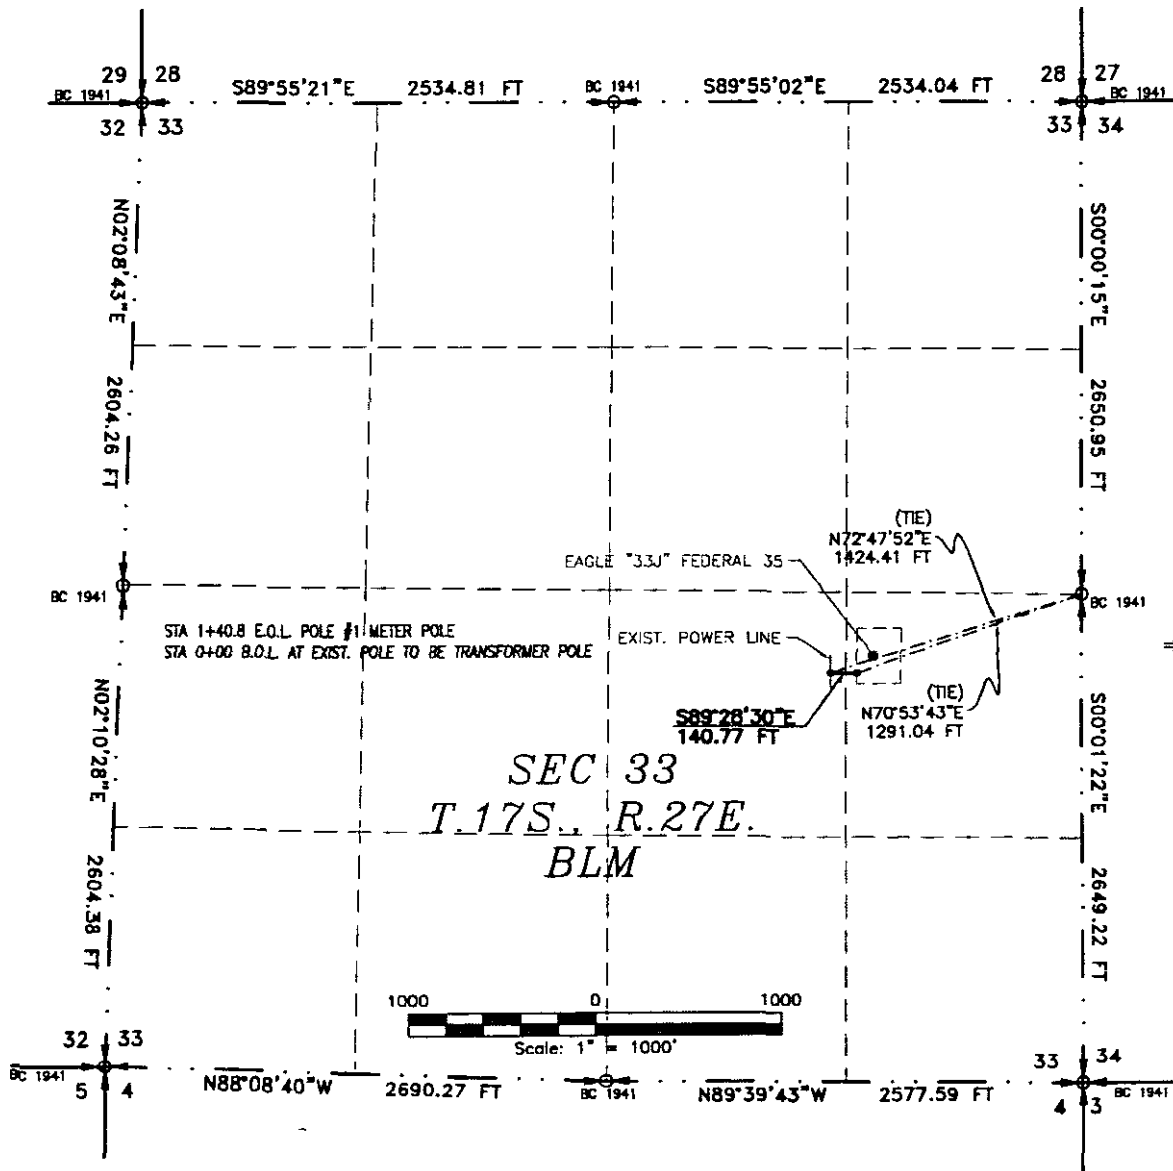 29 28
S89°55'21"E 2534.81 FT
BC 1941
S89°55'02"E 2534.04 FT
28 27
BC 1941
BC 1941
32 33
33 34
N02°08'43"E 2604.26 FT
S00°00'15"E 2650.95 FT
(TIE)
N72°47'52"E
1424.41 FT
EAGLE "33J" FEDERAL 35
BC 1941
BC 1941
STA 1+40.8 E.O.L. POLE #1 METER POLE
STA 0+00 B.O.L. AT EXIST. POLE TO BE TRANSFORMER POLE
EXIST. POWER LINE
(TIE)
N70°53'43"E
1291.04 FT
S89°28'30"E
140.77 FT
N02°10'28"E 2604.38 FT
S00°01'22"E 2649.22 FT
SEC 33
T.17S., R.27E.
BLM
1000 0 1000
Scale: 1" = 1000'
32 33
BC 1941
5 4
N88°08'40"W 2690.27 FT
BC 1941
N89°39'43"W 2577.59 FT
33 34
BC 1941
4 3